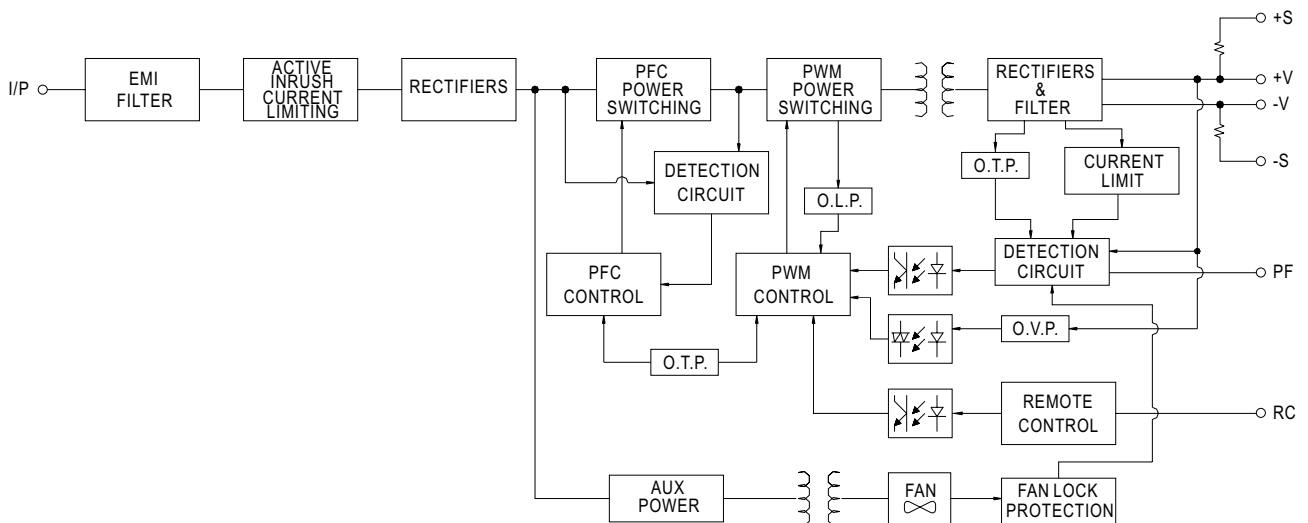 +S
I/P
EMI
FILTER
ACTIVE
INRUSH
CURRENT
LIMITING
RECTIFIERS
PFC
POWER
SWITCHING
PWM
POWER
SWITCHING
RECTIFIERS
&
FILTER
+V
-V
-S
DETECTION
CIRCUIT
O.L.P.
O.T.P.
CURRENT
LIMIT
PFC
CONTROL
PWM
CONTROL
DETECTION
CIRCUIT
PF
O.T.P.
O.V.P.
REMOTE
CONTROL
RC
AUX
POWER
FAN
FAN LOCK
PROTECTION